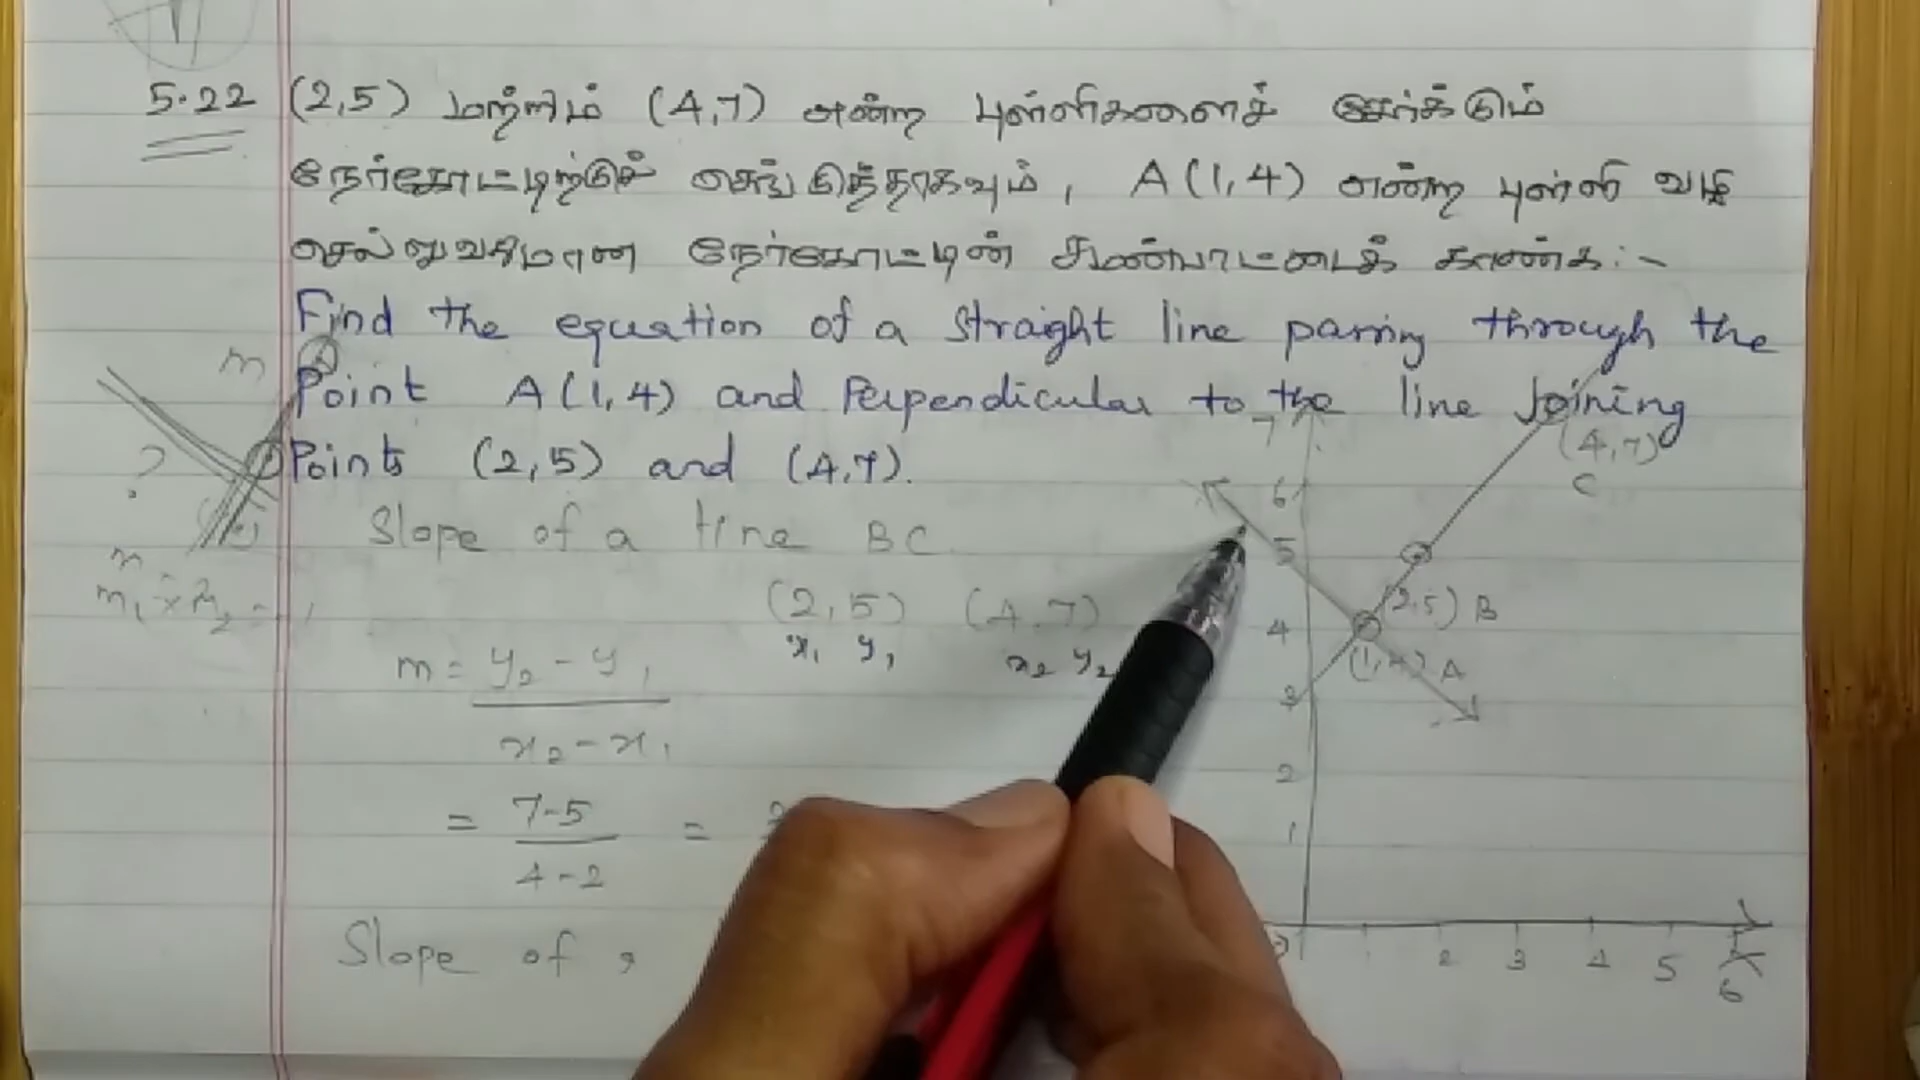 5.22 (2,5) மற்றும் (4,7) என்ற புள்ளிகளைச் சேர்க்கும்
நேர்கோட்டிற்குச் செங்குத்தாகவும், A(1,4) என்ற புள்ளி வழி
செல்லுவதுமான நேர்கோட்டின் சமன்பாட்டைக் காண்க:-
Find the equation of a straight line passing through the
Point A(1,4) and Perpendicular to the line Joining
Points (2,5) and (4,7).
Slope of a line BC
(2,5) (4,7)
x₁ y₁ x₂ y₂
m = y₂ - y₁
x₂ - x₁
= 7-5 =
4-2
Slope of
m
?
m₁ × m₂ = -1
7
6
5
4
3
2
1
2 3 4 5 6
(4,7)
C
(2,5) B
(1,4) A